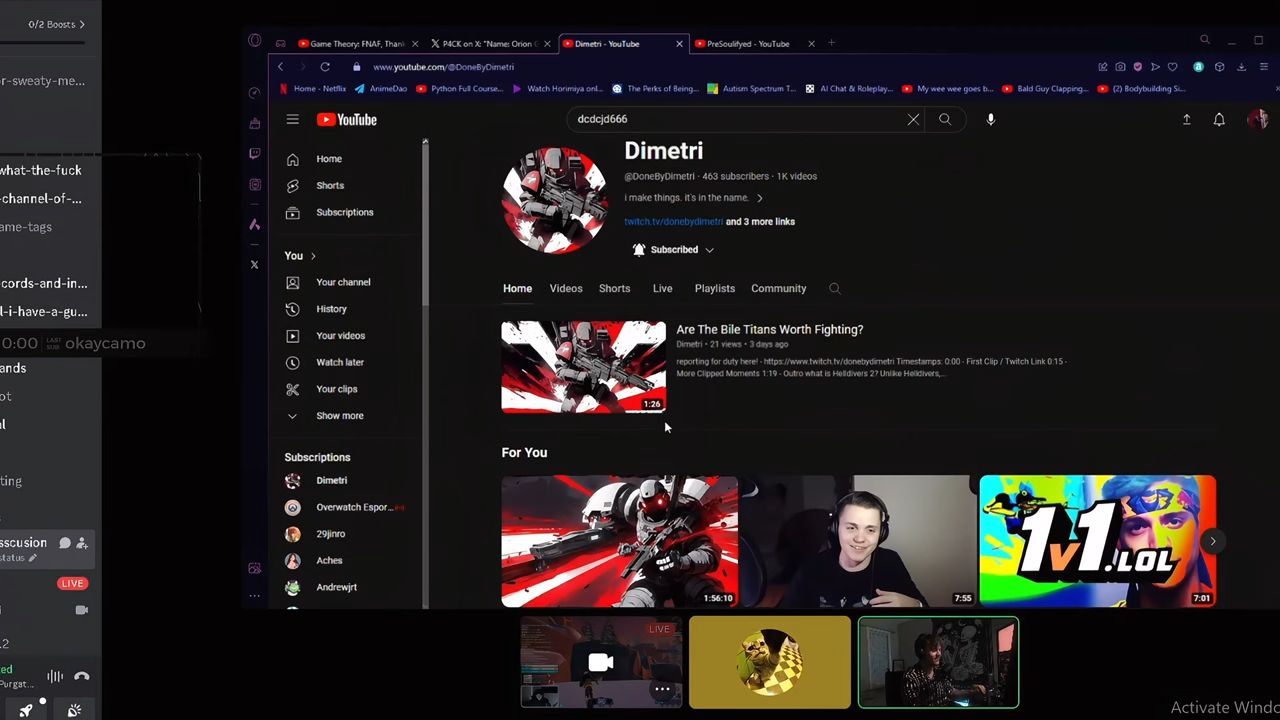 0/2 Boosts >
r-sweaty-me...
what-the-fuck
-channel-of-...
-tags
cords-and-in...
l-i-have-a-gu...
0:00 LAST SUB okaycamo
ands
ot
al
ting
scussion
status
LIVE
.2
Purgat...
Game Theory: FNAF, Thank
P4CK on X: "Name: Orion
Dimetri - YouTube
PreSoulifyed - YouTube
www.youtube.com/@DoneByDimetri
Home - Netflix
AnimeDao
Python Full Course...
Watch Horimiya onl...
The Perks of Being...
Autism Spectrum T...
AI Chat & Roleplay...
My wee wee goes b...
Bald Guy Clapping...
(2) Bodybuilding Si...
YouTube
dcdcjd666
Home
Shorts
Subscriptions
You >
Your channel
History
Your videos
Watch later
Your clips
Show more
Subscriptions
Dimetri
Overwatch Espor...
29jinro
Aches
Andrewjrt
Dimetri
@DoneByDimetri · 463 subscribers · 1K videos
i make things. it's in the name. >
twitch.tv/donebydimetri and 3 more links
Subscribed
Home Videos Shorts Live Playlists Community
Are The Bile Titans Worth Fighting?
Dimetri · 21 views · 3 days ago
reporting for duty here! - https://www.twitch.tv/donebydimetri Timestamps: 0:00 - First Clip / Twitch Link 0:15 -
More Clipped Moments 1:19 - Outro what is Helldivers 2? Unlike Helldivers,...
1:26
For You
1v1.LOL
1:56:10
7:55
7:01
LIVE
Activate Windo